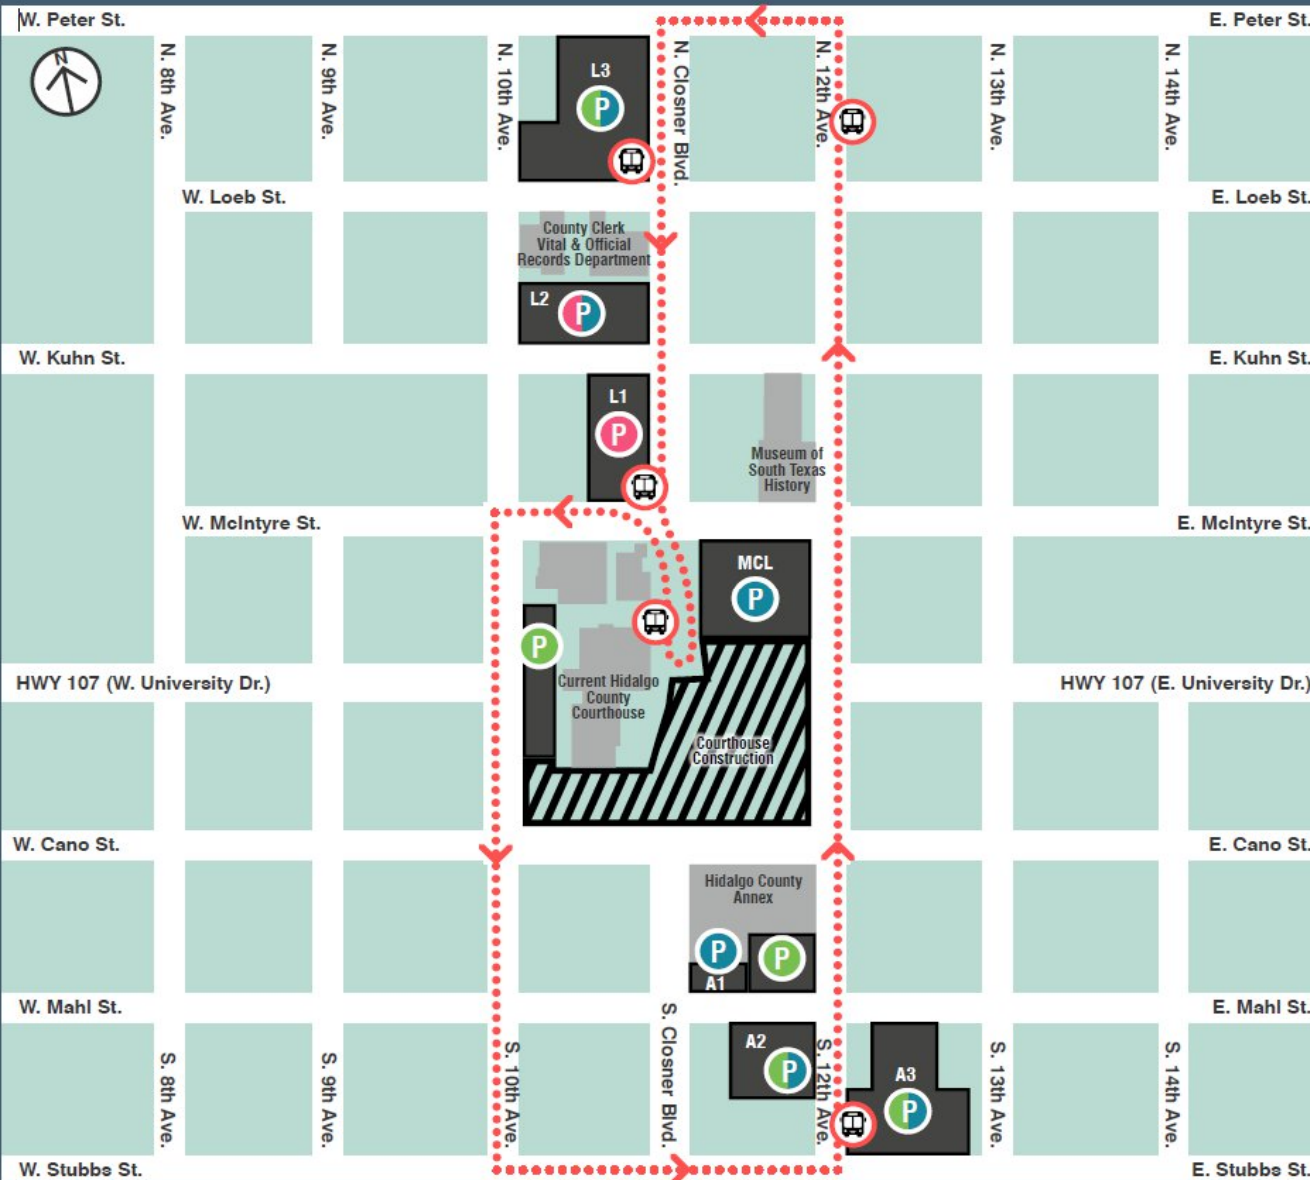 W. Peter St.
E. Peter St.
N
N. 8th Ave.
N. 9th Ave.
N. 10th Ave.
L3
P
N. Closner Blvd.
N. 12th Ave.
N. 13th Ave.
N. 14th Ave.
W. Loeb St.
E. Loeb St.
County Clerk
Vital & Official
Records Department
L2
P
W. Kuhn St.
E. Kuhn St.
L1
P
Museum of
South Texas
History
W. McIntyre St.
E. McIntyre St.
MCL
P
P
Current Hidalgo
County
Courthouse
HWY 107 (W. University Dr.)
HWY 107 (E. University Dr.)
Courthouse
Construction
W. Cano St.
E. Cano St.
Hidalgo County
Annex
P
A1
P
W. Mahl St.
E. Mahl St.
S. 8th Ave.
S. 9th Ave.
S. 10th Ave.
S. Closner Blvd.
A2
P
S. 12th Ave.
A3
P
S. 13th Ave.
S. 14th Ave.
W. Stubbs St.
E. Stubbs St.